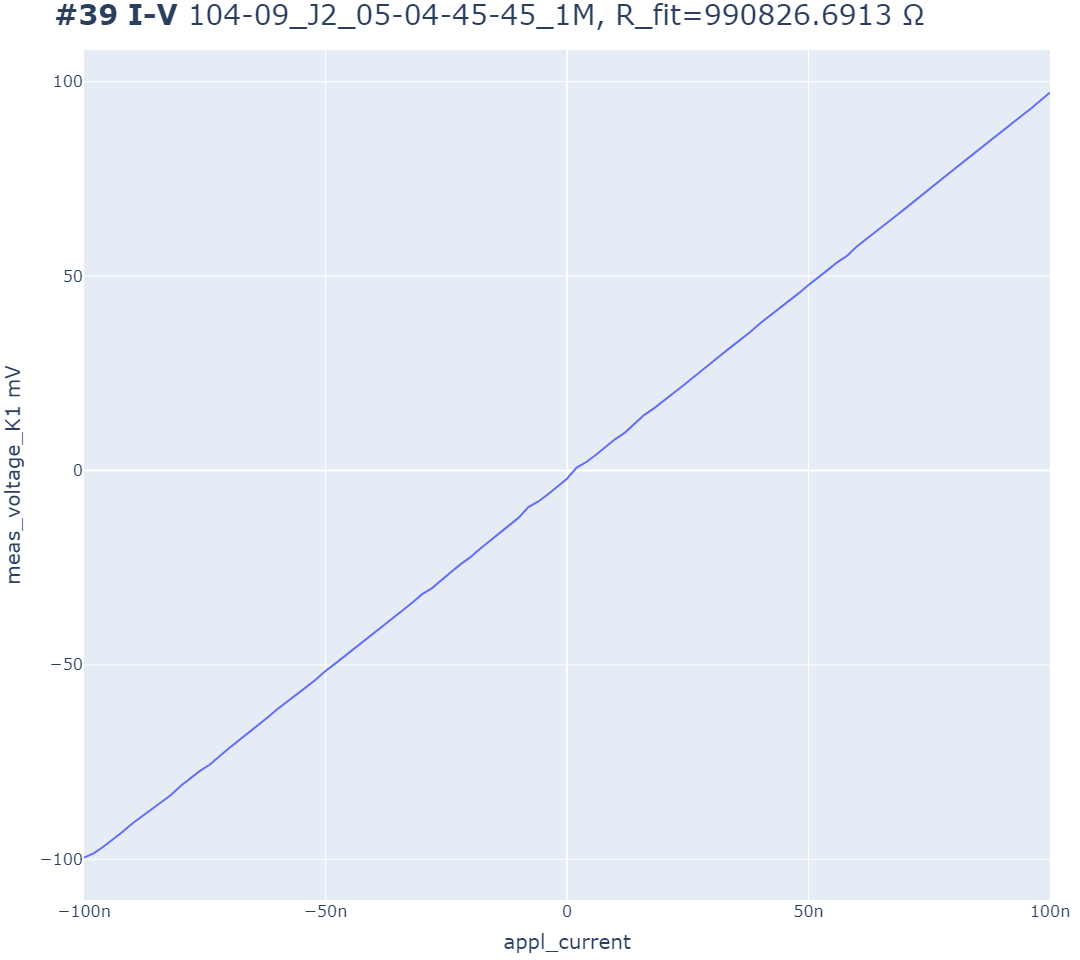 #39 I-V 104-09_J2_05-04-45-45_1M, R_fit=990826.6913 Ω
100
50
0
−50
−100
meas_voltage_K1 mV
−100n
−50n
0
50n
100n
appl_current